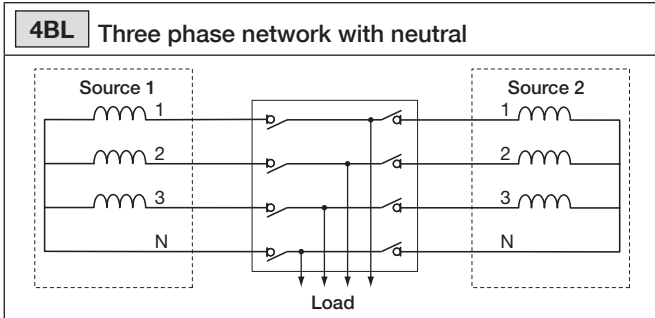 4BL Three phase network with neutral
Source 1 Source 2
1 1
2 2
3 3
N N
Load